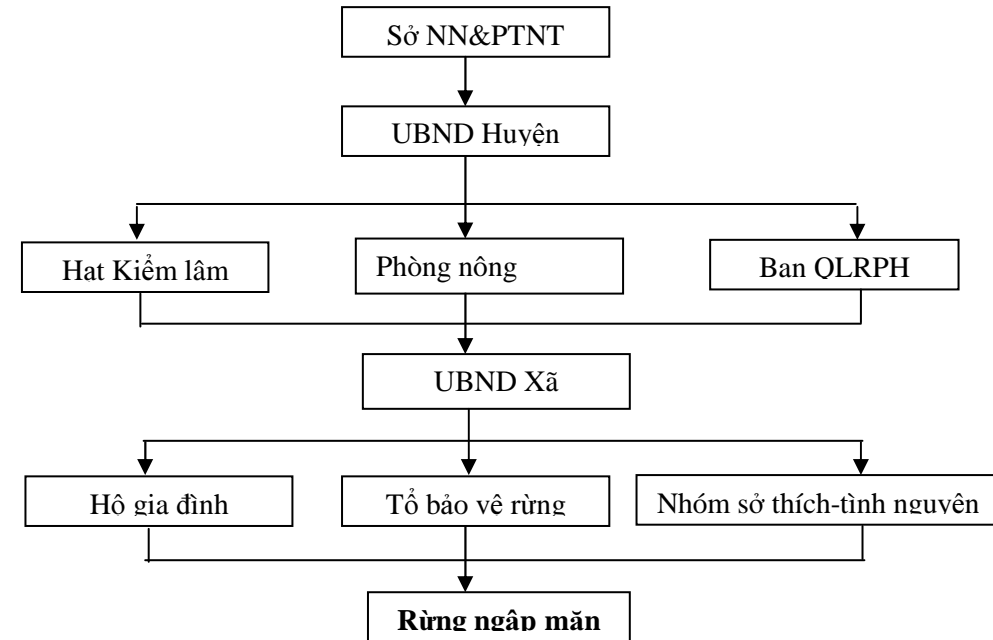 Sở NN&PTNT
UBND Huyện
Hạt Kiểm lâm
Phòng nông
Ban QLRPH
UBND Xã
Hộ gia đình
Tổ bảo vệ rừng
Nhóm sở thích-tình nguyện
Rừng ngập mặn